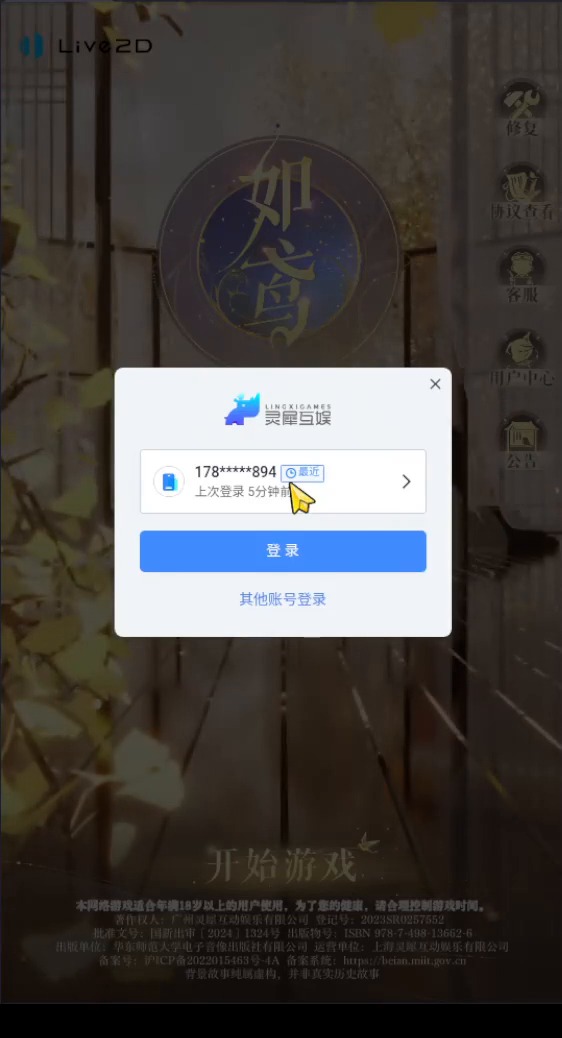 Live2D
修复
如鸢
协议查看
客服
用户中心
公告
LINGXIGAMES
灵犀互娱
178*****894 最近
上次登录 5分钟前
登录
其他账号登录
开始游戏
本网络游戏适合年满18岁以上的用户使用，为了您的健康，请合理控制游戏时间。
著作权人：广州灵犀互动娱乐有限公司 登记号：2023SR0257552
批准文号：国新出审［2024］1324号 出版物号：ISBN 978-7-498-13662-6
出版单位：华东师范大学电子音像出版社有限公司 运营单位：上海灵犀互动娱乐有限公司
备案号：沪ICP备2022015463号-4A 备案系统：https://beian.miit.gov.cn
背景故事纯属虚构，并非真实历史故事